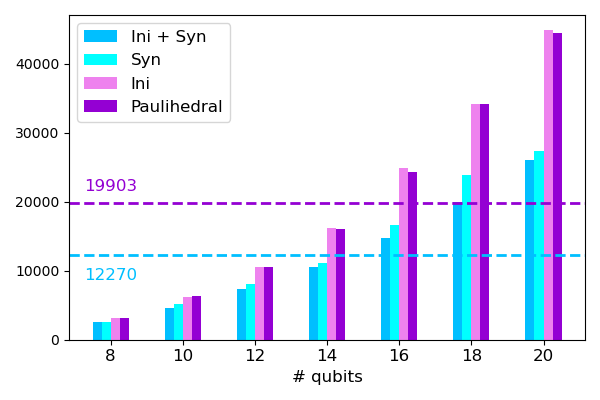 Ini + Syn
Syn
Ini
Paulihedral
40000
30000
20000
10000
0
19903
12270
8 10 12 14 16 18 20
# qubits